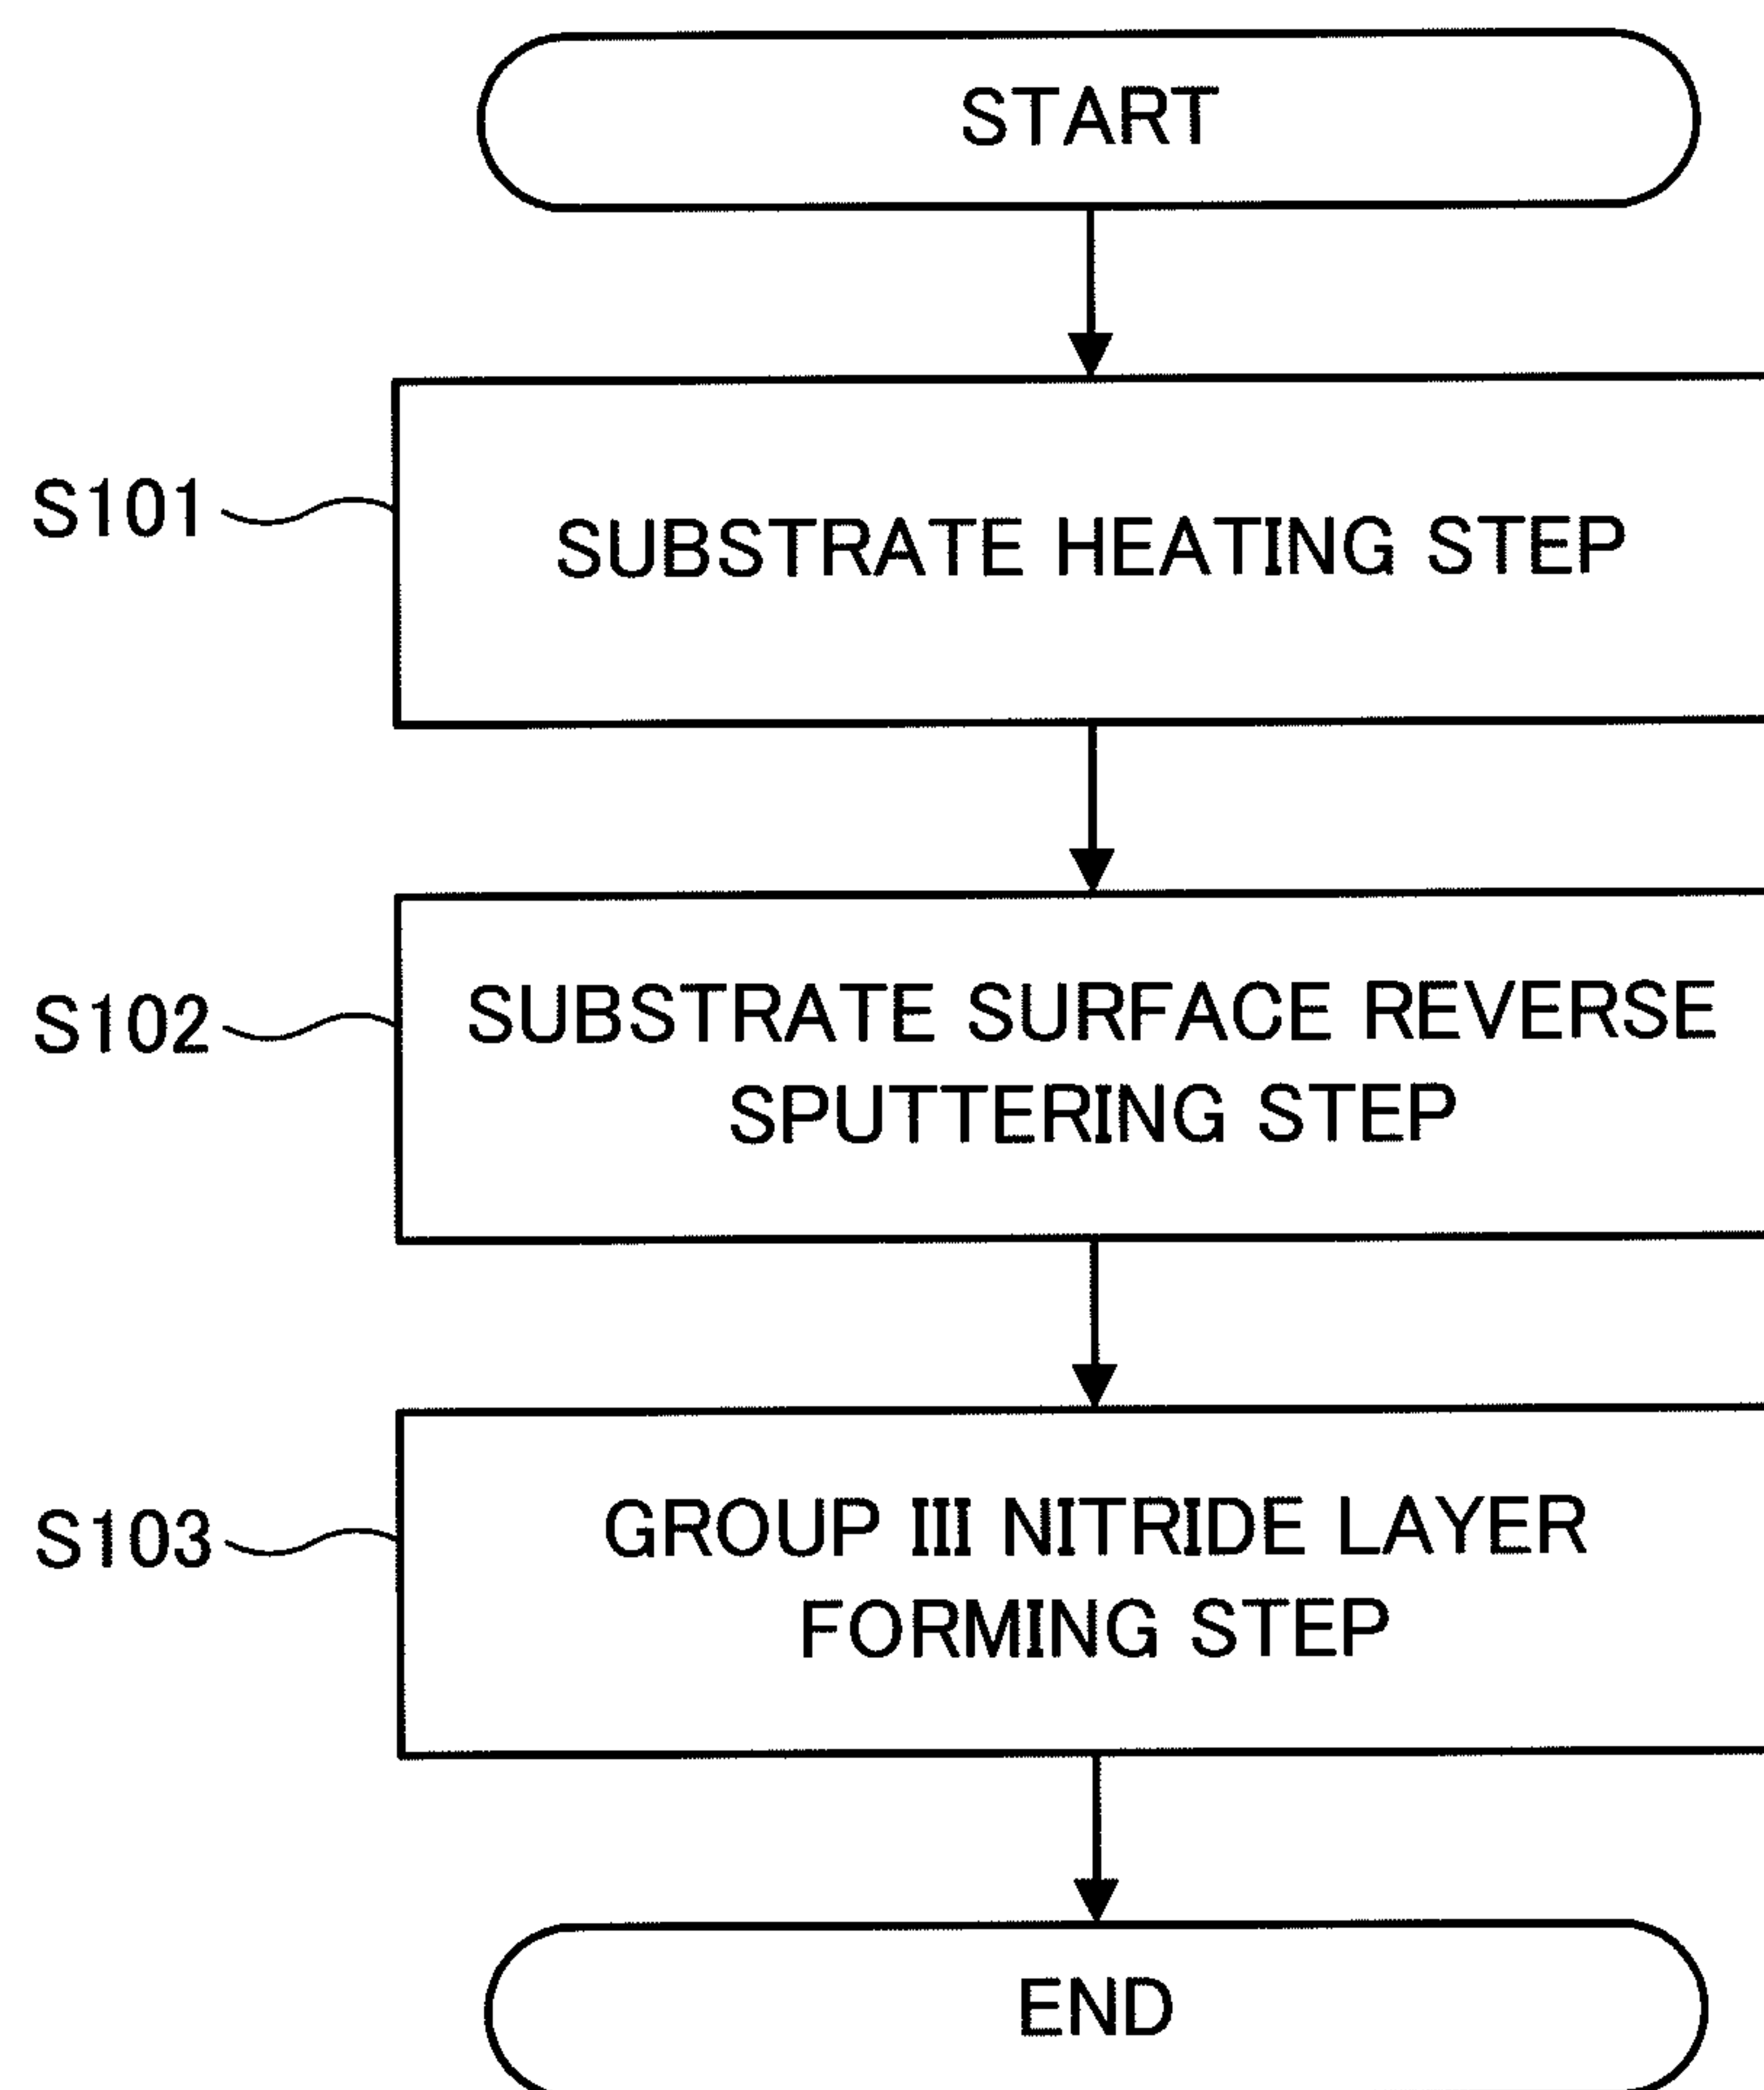 START
S101
SUBSTRATE HEATING STEP
S102
SUBSTRATE SURFACE REVERSE
SPUTTERING STEP
S103
GROUP III NITRIDE LAYER
FORMING STEP
END